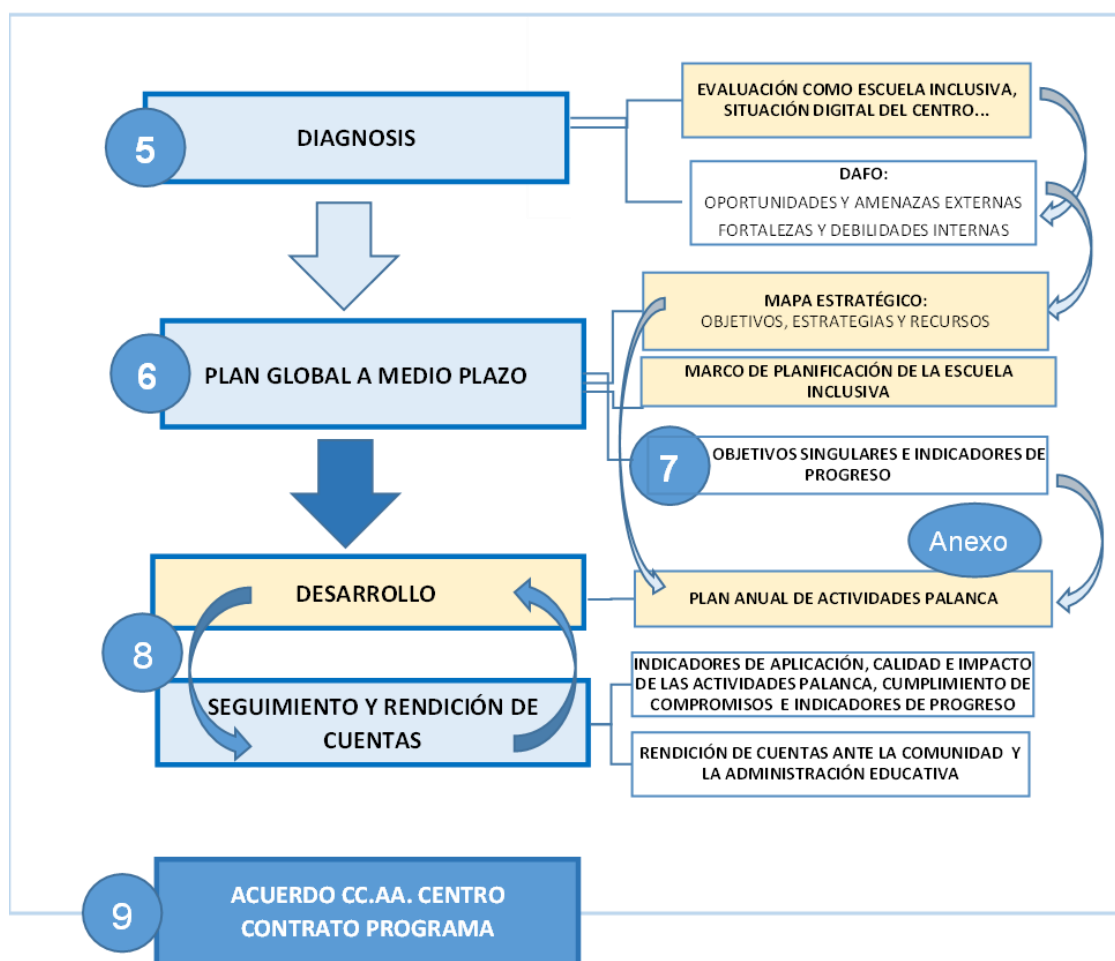 5
DIAGNOSIS
EVALUACIÓN COMO ESCUELA INCLUSIVA,
SITUACIÓN DIGITAL DEL CENTRO...
DAFO:
OPORTUNIDADES Y AMENAZAS EXTERNAS
FORTALEZAS Y DEBILIDADES INTERNAS
6
PLAN GLOBAL A MEDIO PLAZO
MAPA ESTRATÉGICO:
OBJETIVOS, ESTRATEGIAS Y RECURSOS
MARCO DE PLANIFICACIÓN DE LA ESCUELA
INCLUSIVA
7
OBJETIVOS SINGULARES E INDICADORES DE
PROGRESO
Anexo
8
DESARROLLO
PLAN ANUAL DE ACTIVIDADES PALANCA
SEGUIMIENTO Y RENDICIÓN DE
CUENTAS
INDICADORES DE APLICACIÓN, CALIDAD E IMPACTO
DE LAS ACTIVIDADES PALANCA, CUMPLIMIENTO DE
COMPROMISOS E INDICADORES DE PROGRESO
RENDICIÓN DE CUENTAS ANTE LA COMUNIDAD Y
LA ADMINISTRACIÓN EDUCATIVA
9
ACUERDO CC.AA. CENTRO
CONTRATO PROGRAMA